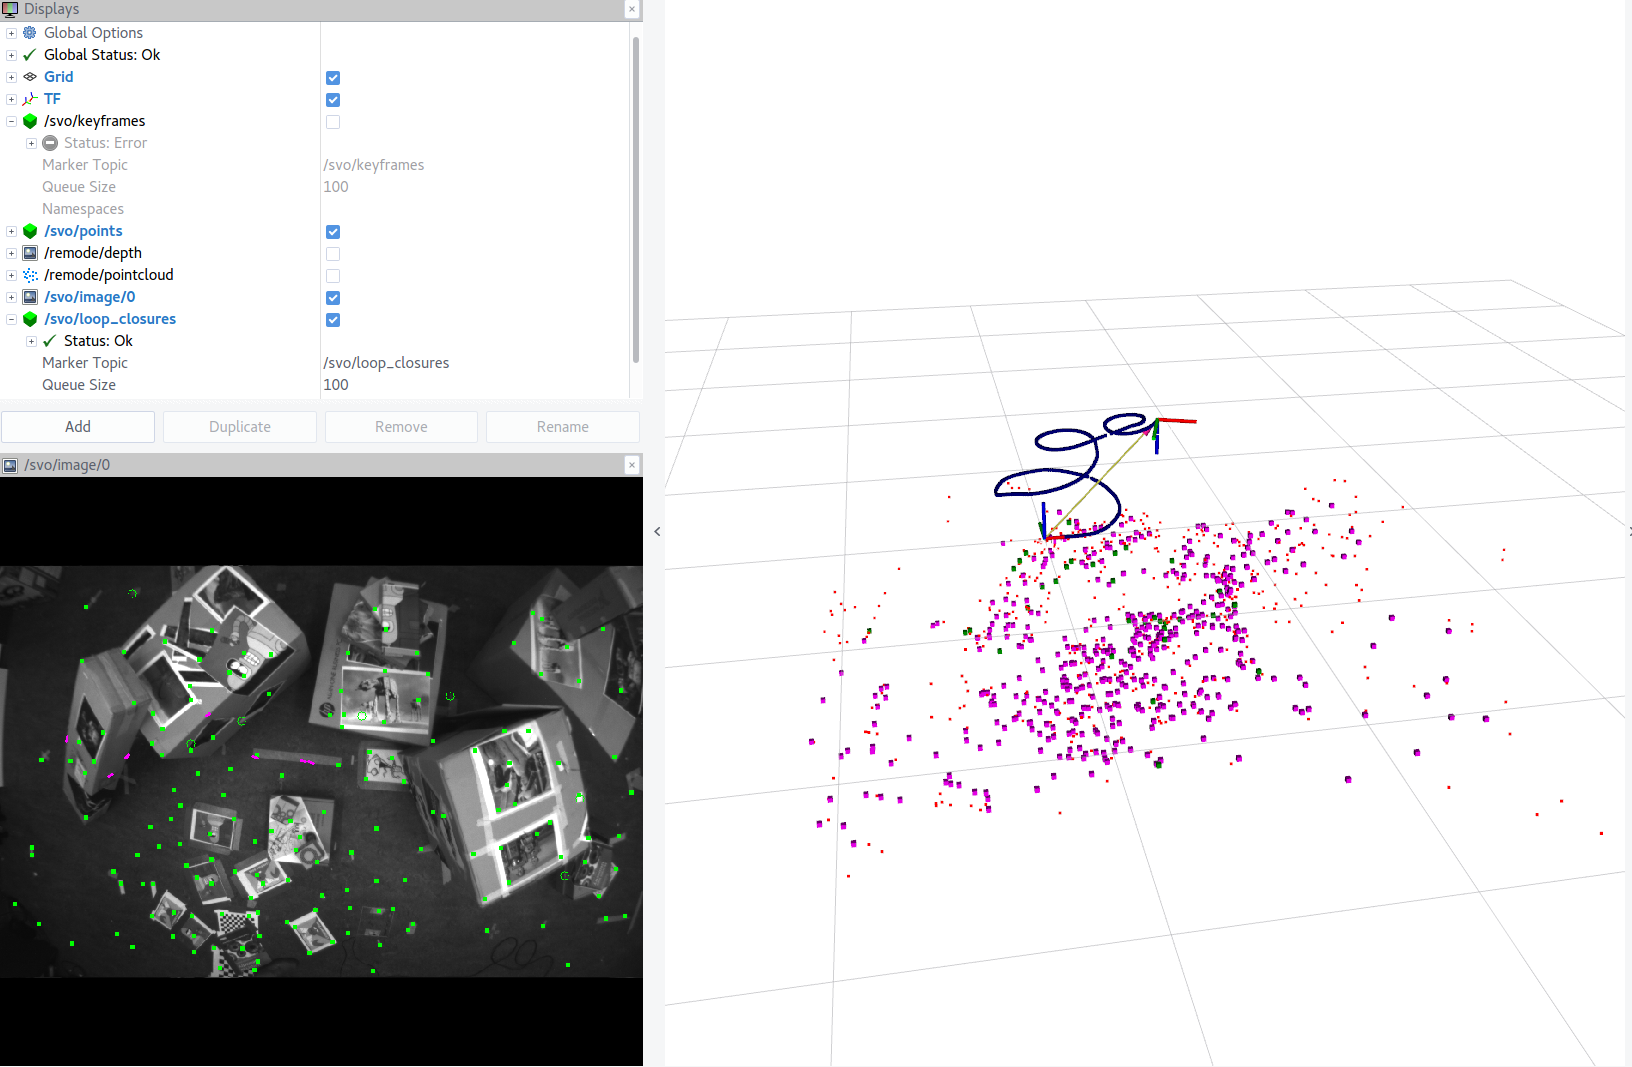 Displays
Global Options
Global Status: Ok
Grid
TF
/svo/keyframes
Status: Error
Marker Topic /svo/keyframes
Queue Size 100
Namespaces
/svo/points
/remode/depth
/remode/pointcloud
/svo/image/0
/svo/loop_closures
Status: Ok
Marker Topic /svo/loop_closures
Queue Size 100
Add Duplicate Remove Rename
/svo/image/0